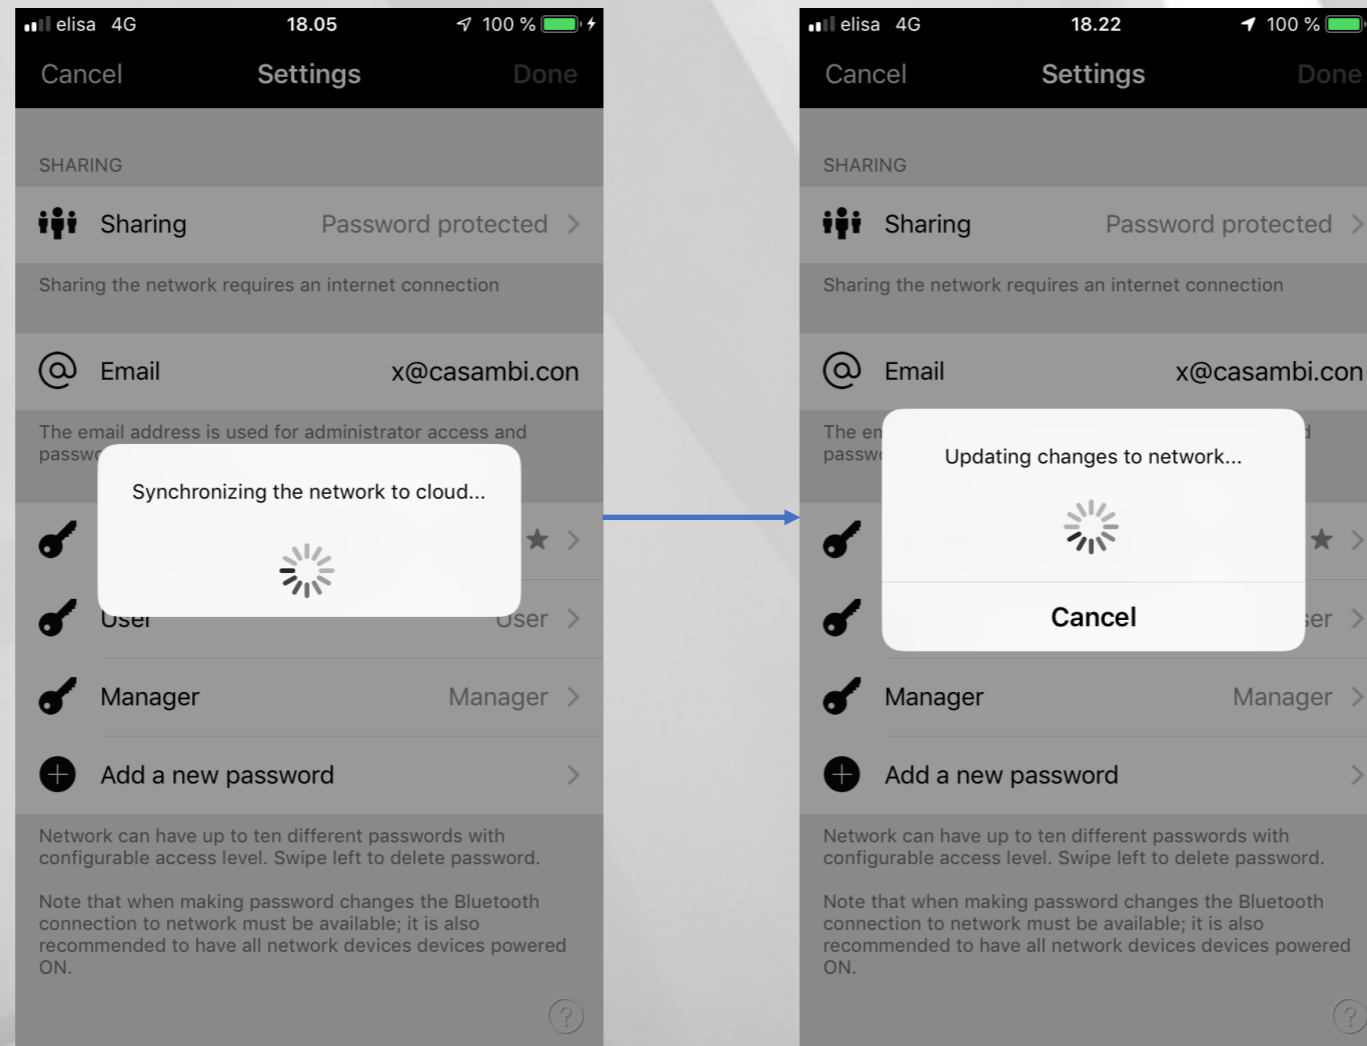 elisa 4G 18.05 100 %
Cancel Settings Done
SHARING
Sharing Password protected
Sharing the network requires an internet connection
Email x@casambi.con
The email address is used for administrator access and
passw
Synchronizing the network to cloud...
User User
Manager Manager
Add a new password
Network can have up to ten different passwords with
configurable access level. Swipe left to delete password.
Note that when making password changes the Bluetooth
connection to network must be available; it is also
recommended to have all network devices devices powered
ON.
?
elisa 4G 18.22 100 %
Cancel Settings Done
SHARING
Sharing Password protected
Sharing the network requires an internet connection
Email x@casambi.con
The em
passw
Updating changes to network...
Cancel
ser
Manager Manager
Add a new password
Network can have up to ten different passwords with
configurable access level. Swipe left to delete password.
Note that when making password changes the Bluetooth
connection to network must be available; it is also
recommended to have all network devices devices powered
ON.
?